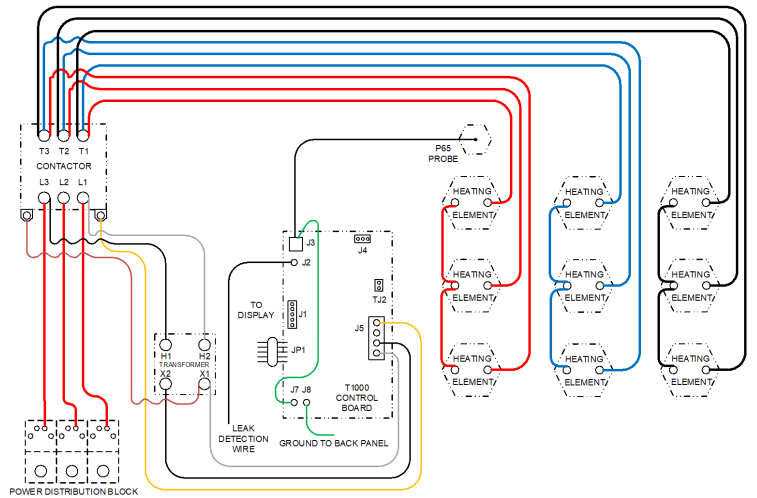 T3 T2 T1
CONTACTOR
L3 L2 L1
P65
PROBE
HEATING
ELEMENT
HEATING
ELEMENT
HEATING
ELEMENT
HEATING
ELEMENT
HEATING
ELEMENT
HEATING
ELEMENT
HEATING
ELEMENT
HEATING
ELEMENT
HEATING
ELEMENT
J3
J4
J2
TJ2
TO
DISPLAY
J1
J5
JP1
H1 H2
TRANSFORMER
X2 X1
J7 J8
T1000
CONTROL
BOARD
LEAK
DETECTION
WIRE
GROUND TO BACK PANEL
POWER DISTRIBUTION BLOCK